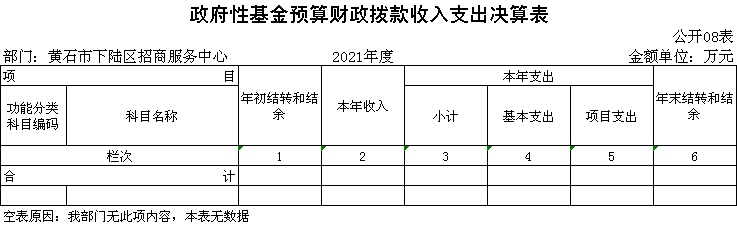 政府性基金预算财政拨款收入支出决算表
公开08表
部门：黄石市下陆区招商服务中心 2021年度 金额单位：万元
项 目 年初结转和结余 本年收入 本年支出 年末结转和结余
功能分类科目编码 科目名称 小计 基本支出 项目支出
栏次 1 2 3 4 5 6
合 计
空表原因：我部门无此项内容，本表无数据